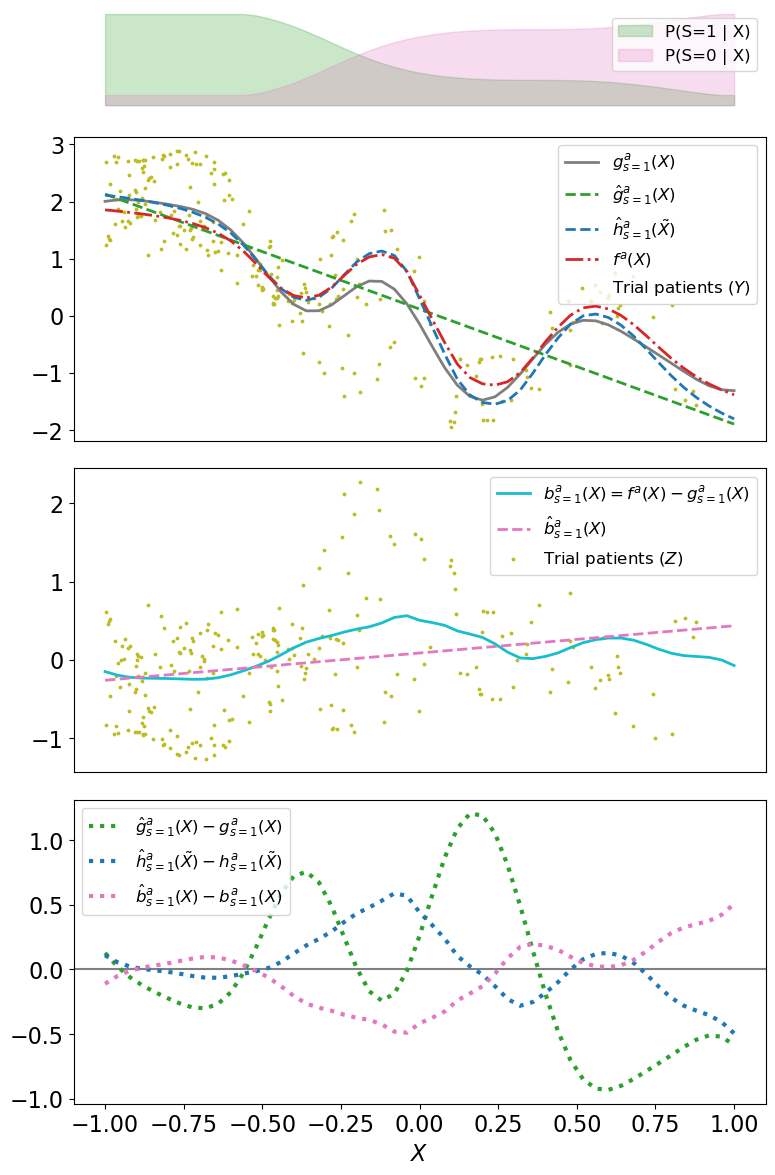 P(S=1 | X)
P(S=0 | X)
3
2
1
0
−1
−2
g^a_{s=1}(X)
ĝ^a_{s=1}(X)
ĥ^a_{s=1}(X̃)
f^a(X)
Trial patients (Y)
2
1
0
−1
b^a_{s=1}(X) = f^a(X) − g^a_{s=1}(X)
b̂^a_{s=1}(X)
Trial patients (Z)
1.0
0.5
0.0
−0.5
−1.0
ĝ^a_{s=1}(X) − g^a_{s=1}(X)
ĥ^a_{s=1}(X̃) − h^a_{s=1}(X̃)
b̂^a_{s=1}(X) − b^a_{s=1}(X)
−1.00 −0.75 −0.50 −0.25 0.00 0.25 0.50 0.75 1.00
X